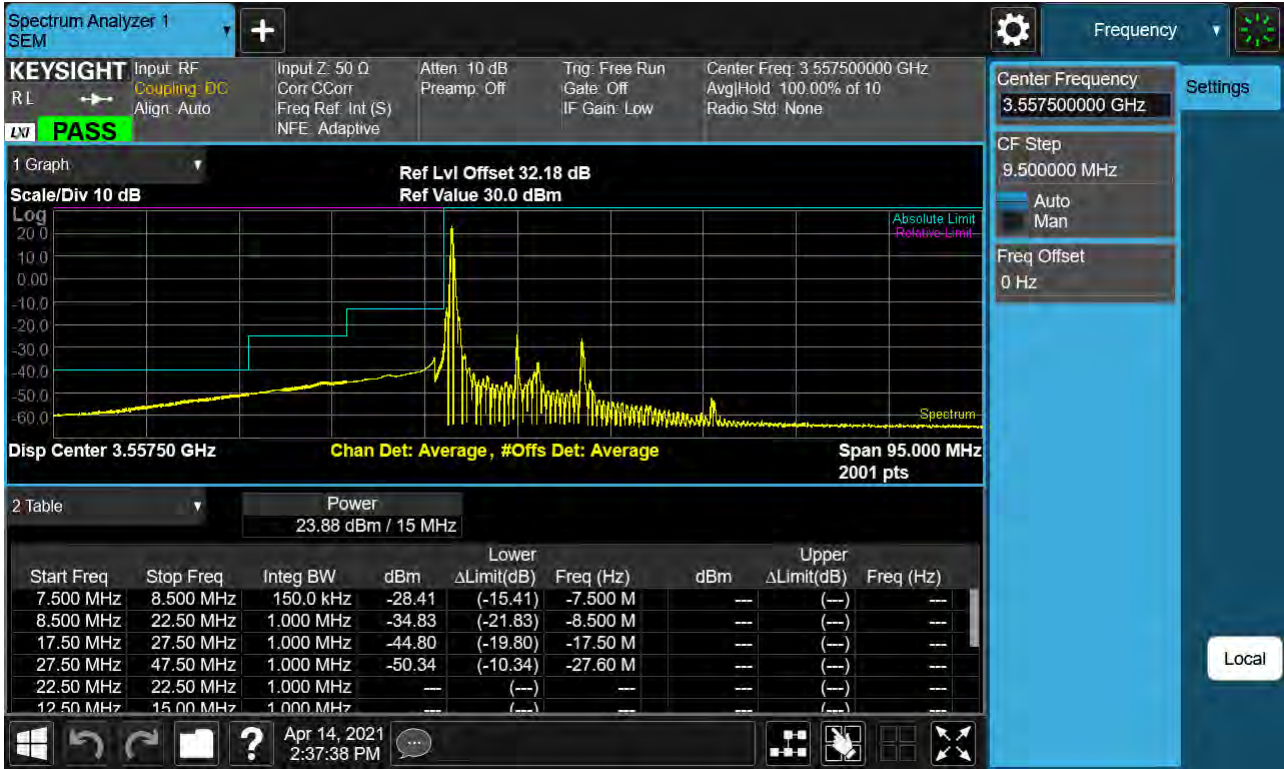 Spectrum Analyzer 1
SEM
Frequency
KEYSIGHT
Input: RF
Coupling: DC
Align: Auto
Input Z: 50 Ω
Corr CCorr
Freq Ref: Int (S)
NFE: Adaptive
Atten: 10 dB
Preamp: Off
Trig: Free Run
Gate: Off
IF Gain: Low
Center Freq: 3.557500000 GHz
Avg|Hold: 100.00% of 10
Radio Std: None
R L
LXI
PASS
Center Frequency
3.557500000 GHz
Settings
CF Step
9.500000 MHz
Auto
Man
Freq Offset
0 Hz
Local
1 Graph
Ref Lvl Offset 32.18 dB
Scale/Div 10 dB
Ref Value 30.0 dBm
Log
Absolute Limit
Relative Limit
20.0
10.0
0.00
-10.0
-20.0
-30.0
-40.0
-50.0
-60.0
Spectrum
Disp Center 3.55750 GHz
Chan Det: Average, #Offs Det: Average
Span 95.000 MHz
2001 pts
2 Table
Power
23.88 dBm / 15 MHz
Lower Upper
Start Freq Stop Freq Integ BW dBm ΔLimit(dB) Freq (Hz) dBm ΔLimit(dB) Freq (Hz)
7.500 MHz 8.500 MHz 150.0 kHz -28.41 (-15.41) -7.500 M --- (---) ---
8.500 MHz 22.50 MHz 1.000 MHz -34.83 (-21.83) -8.500 M --- (---) ---
17.50 MHz 27.50 MHz 1.000 MHz -44.80 (-19.80) -17.50 M --- (---) ---
27.50 MHz 47.50 MHz 1.000 MHz -50.34 (-10.34) -27.60 M --- (---) ---
22.50 MHz 22.50 MHz 1.000 MHz --- (---) --- --- (---) ---
12.50 MHz 15.00 MHz 1.000 MHz --- (---) --- --- (---) ---
Apr 14, 2021
2:37:38 PM